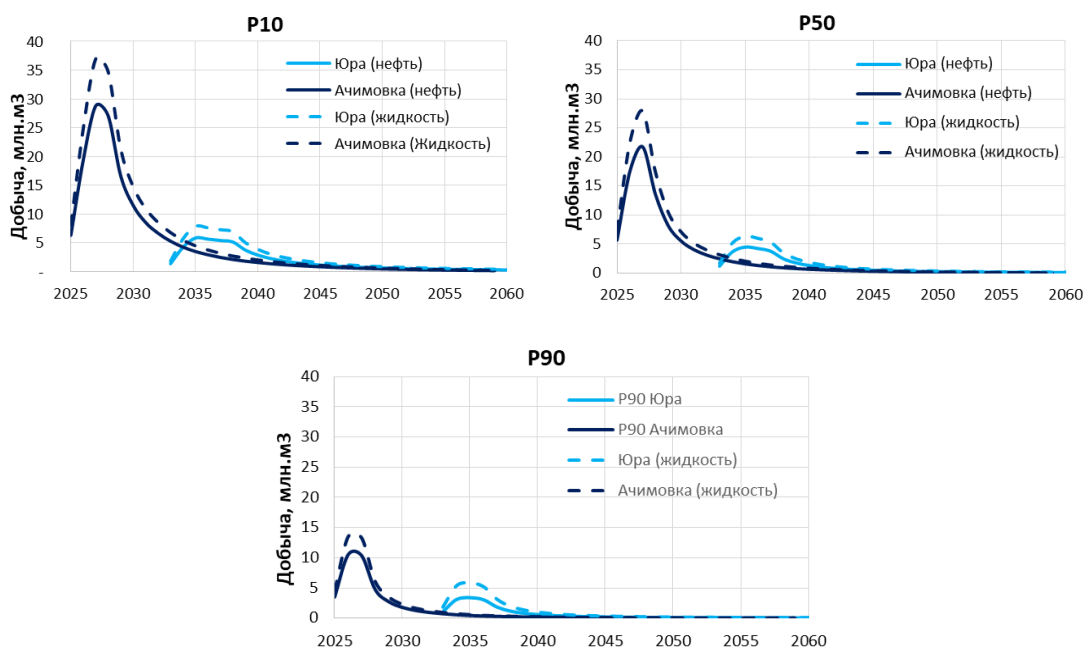 P10
Добыча, млн.м3
40
35
30
25
20
15
10
5
-
2025 2030 2035 2040 2045 2050 2055 2060
Юра (нефть)
Ачимовка (нефть)
Юра (жидкость)
Ачимовка (Жидкость)
P50
Добыча, млн.м3
40
35
30
25
20
15
10
5
0
2025 2030 2035 2040 2045 2050 2055 2060
Юра (нефть)
Ачимовка (нефть)
Юра (жидкость)
Ачимовка (жидкость)
P90
Добыча, млн.м3
40
35
30
25
20
15
10
5
0
2025 2030 2035 2040 2045 2050 2055 2060
P90 Юра
P90 Ачимовка
Юра (жидкость)
Ачимовка (жидкость)